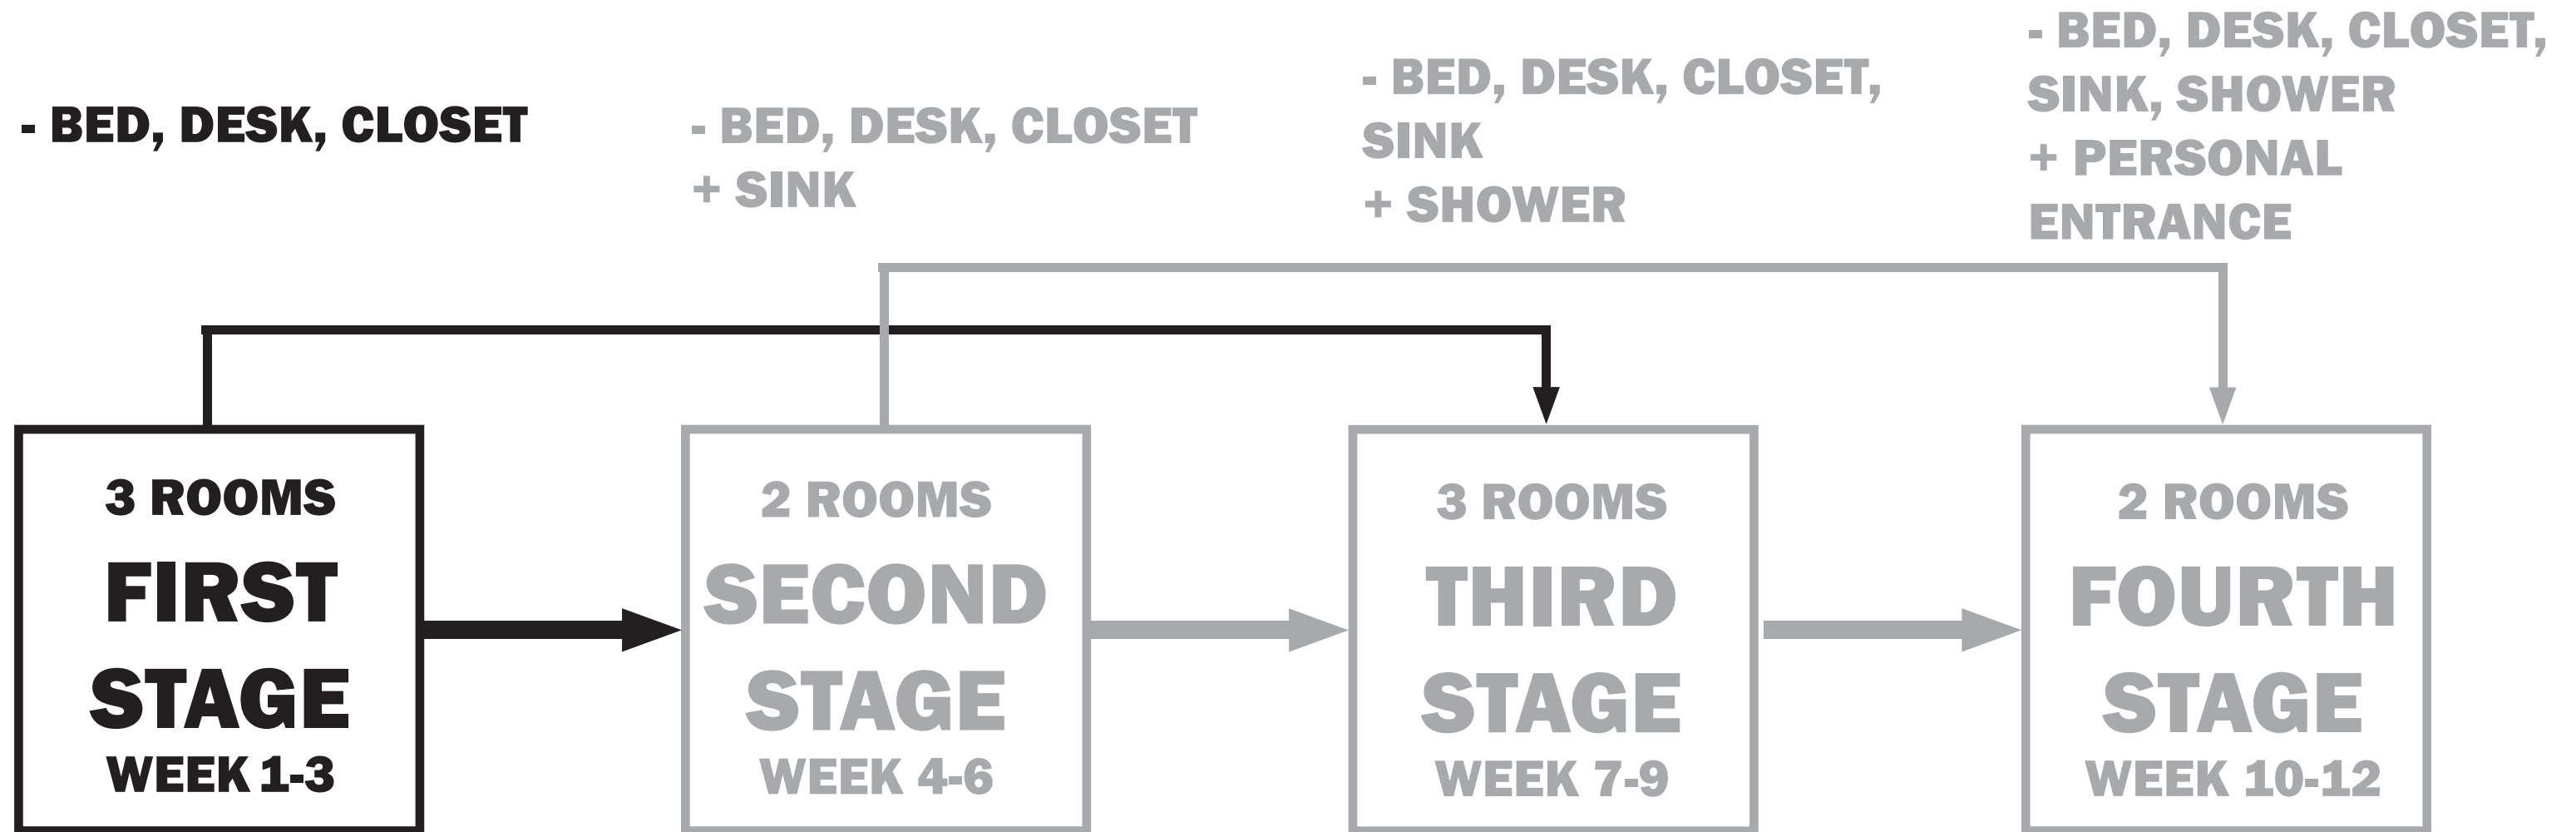 - BED, DESK, CLOSET
- BED, DESK, CLOSET
+ SINK
- BED, DESK, CLOSET,
SINK
+ SHOWER
- BED, DESK, CLOSET,
SINK, SHOWER
+ PERSONAL
ENTRANCE
3 ROOMS
FIRST
STAGE
WEEK 1-3
2 ROOMS
SECOND
STAGE
WEEK 4-6
3 ROOMS
THIRD
STAGE
WEEK 7-9
2 ROOMS
FOURTH
STAGE
WEEK 10-12